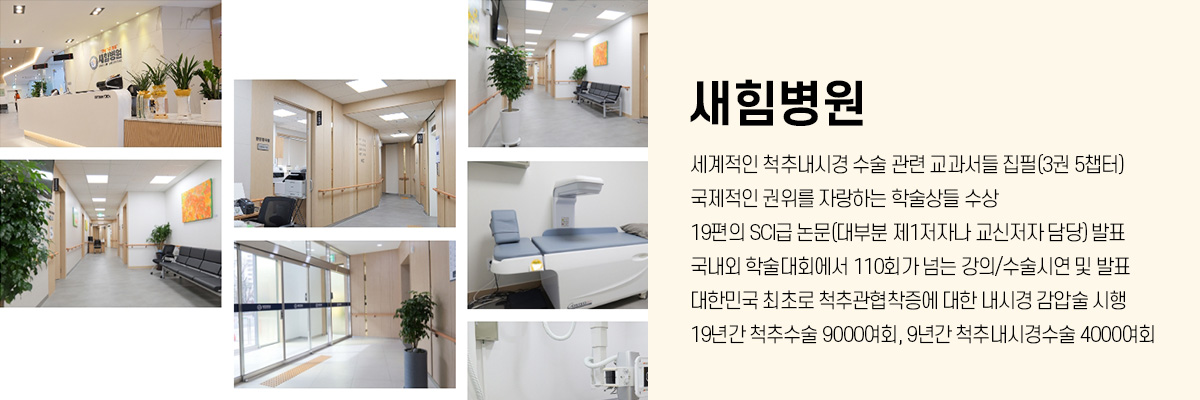 새힘병원
새힘병원
세계적인 척추내시경 수술 관련 교과서들 집필(3권 5챕터)
국제적인 권위를 자랑하는 학술상들 수상
19편의 SCI급 논문(대부분 제1저자나 교신저자 담당) 발표
국내외 학술대회에서 110회가 넘는 강의/수술시연 및 발표
대한민국 최초로 척추관협착증에 대한 내시경 감압술 시행
19년간 척추수술 9000여회, 9년간 척추내시경수술 4000여회